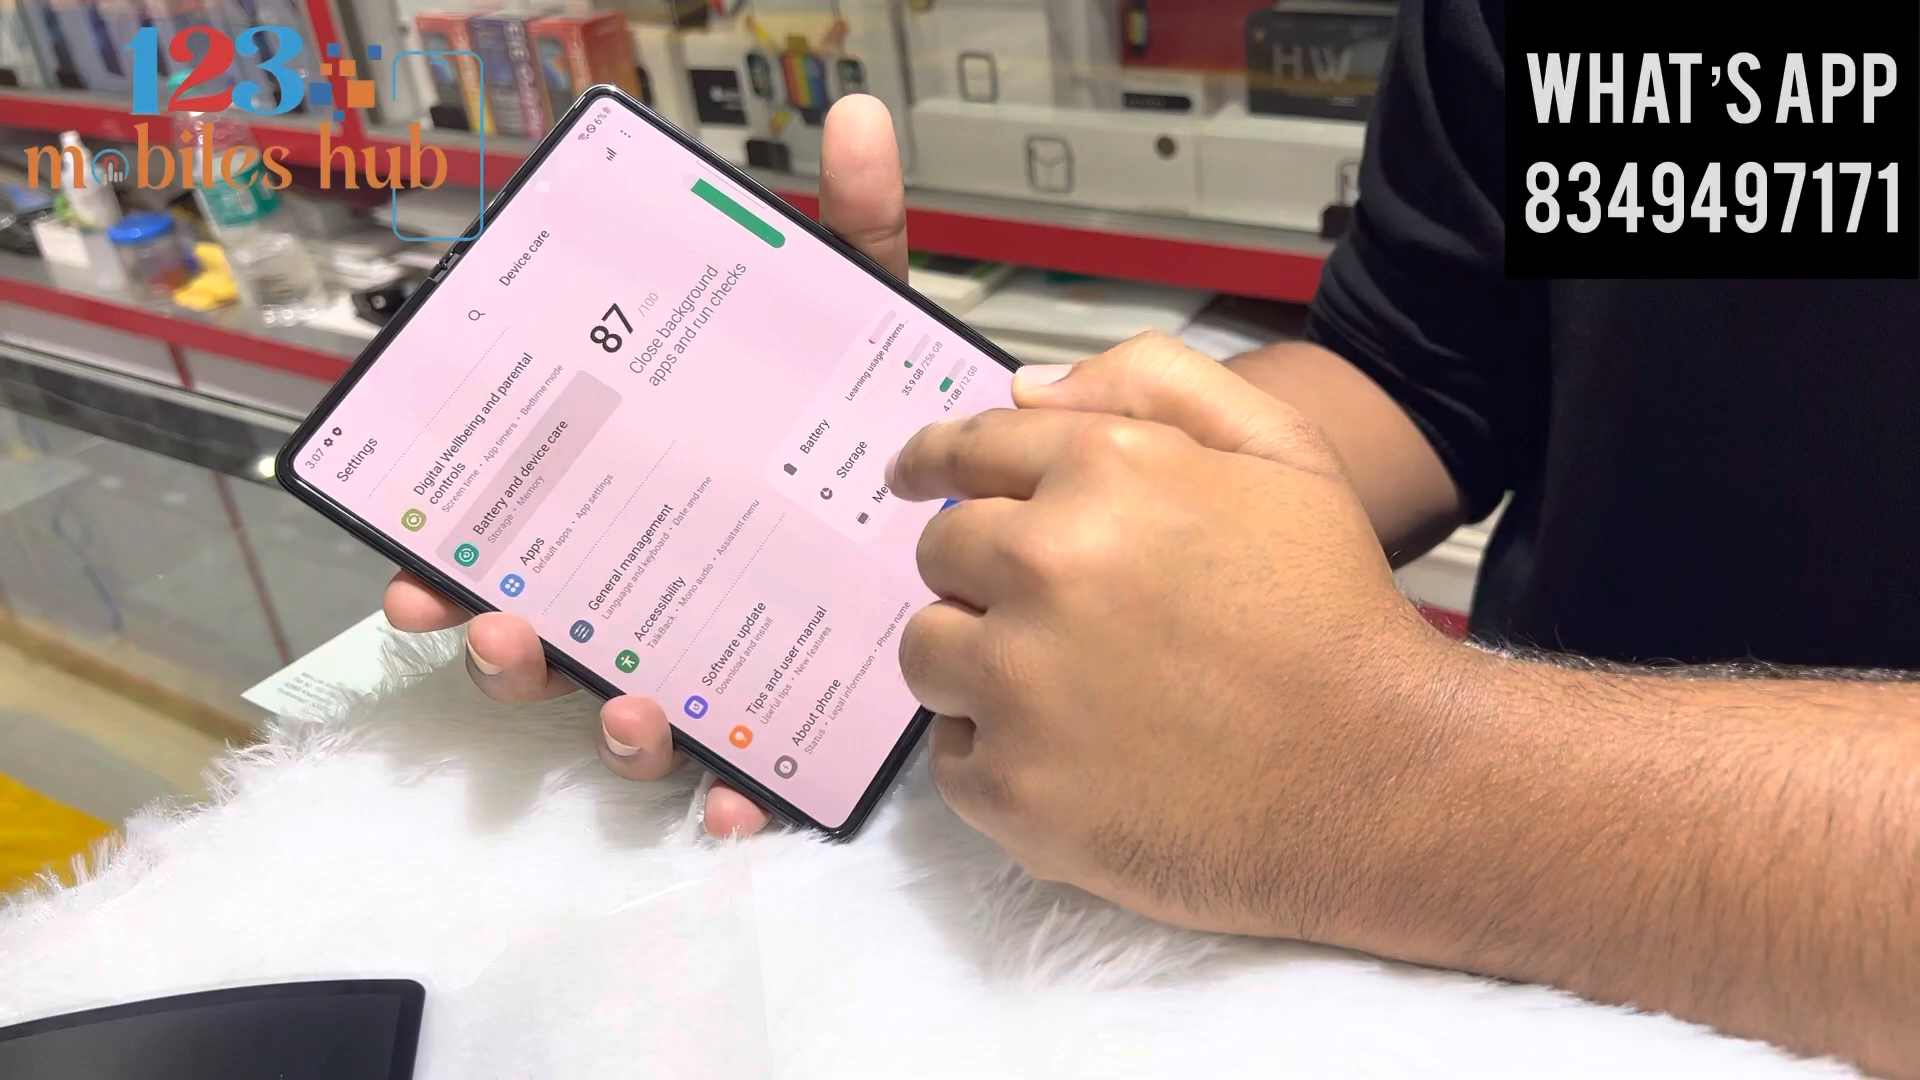 123
mobiles hub
WHAT'S APP
8349497171
HW
3:07
6%
Settings
Digital Wellbeing and parental
controls
Screen time • App timers • Bedtime mode
Battery and device care
Storage • Memory
Apps
Default apps • App settings
General management
Language and keyboard • Date and time
Accessibility
TalkBack • Mono audio • Assistant menu
Software update
Download and install
Tips and user manual
Useful tips • New features
About phone
Status • Legal information • Phone name
Device care
87 /100
Close background
apps and run checks
Battery
Learning usage patterns...
Storage
35.9 GB /256 GB
Me
4.7 GB /12 GB